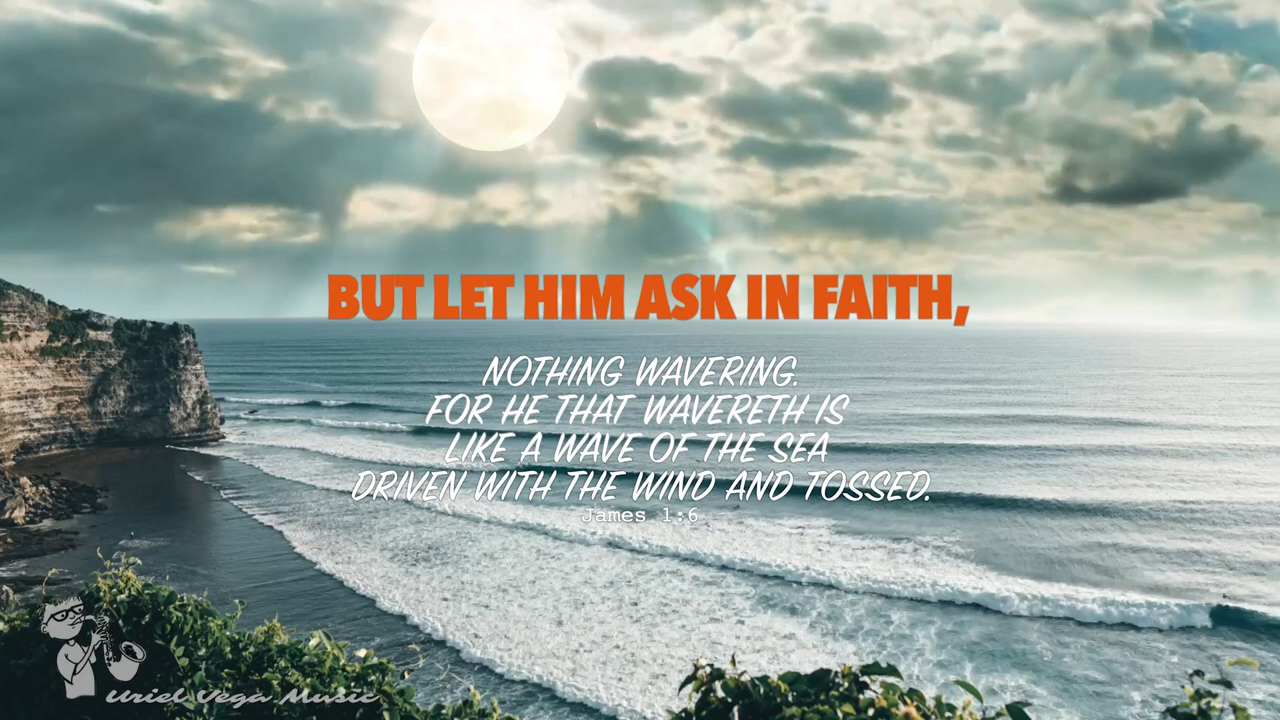 BUT LET HIM ASK IN FAITH,
NOTHING WAVERING.
FOR HE THAT WAVERETH IS
LIKE A WAVE OF THE SEA
DRIVEN WITH THE WIND AND TOSSED.
James 1:6
Uriel Vega Music